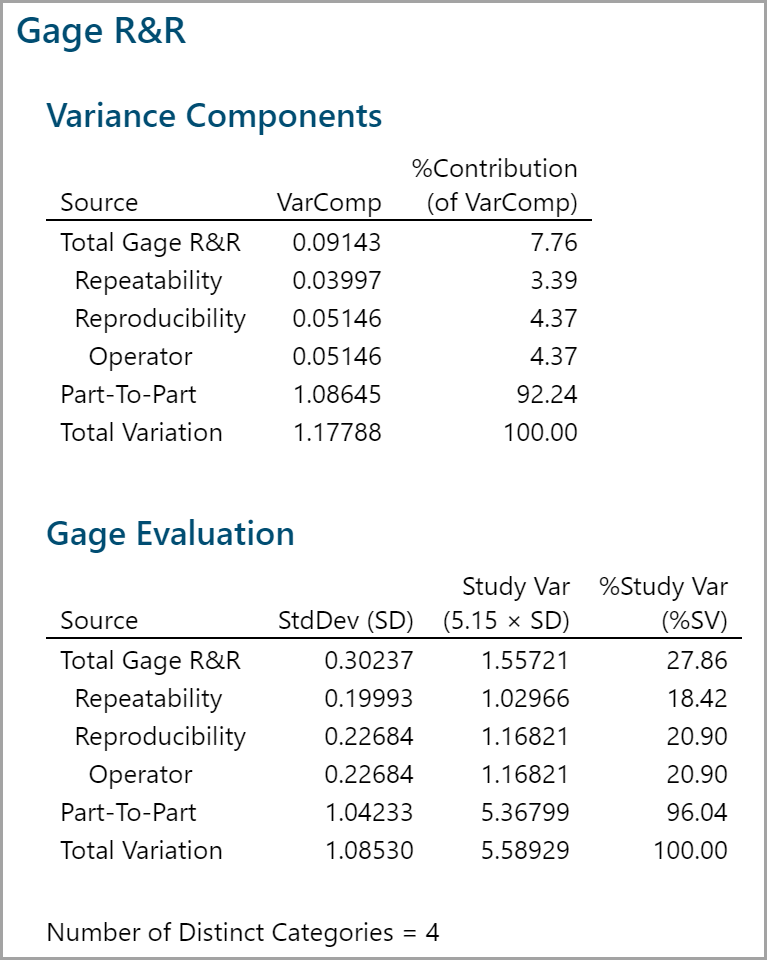 Gage R&R
Variance Components
%Contribution
Source VarComp (of VarComp)
Total Gage R&R 0.09143 7.76
Repeatability 0.03997 3.39
Reproducibility 0.05146 4.37
Operator 0.05146 4.37
Part-To-Part 1.08645 92.24
Total Variation 1.17788 100.00
Gage Evaluation
Study Var %Study Var
Source StdDev (SD) (5.15 × SD) (%SV)
Total Gage R&R 0.30237 1.55721 27.86
Repeatability 0.19993 1.02966 18.42
Reproducibility 0.22684 1.16821 20.90
Operator 0.22684 1.16821 20.90
Part-To-Part 1.04233 5.36799 96.04
Total Variation 1.08530 5.58929 100.00
Number of Distinct Categories = 4